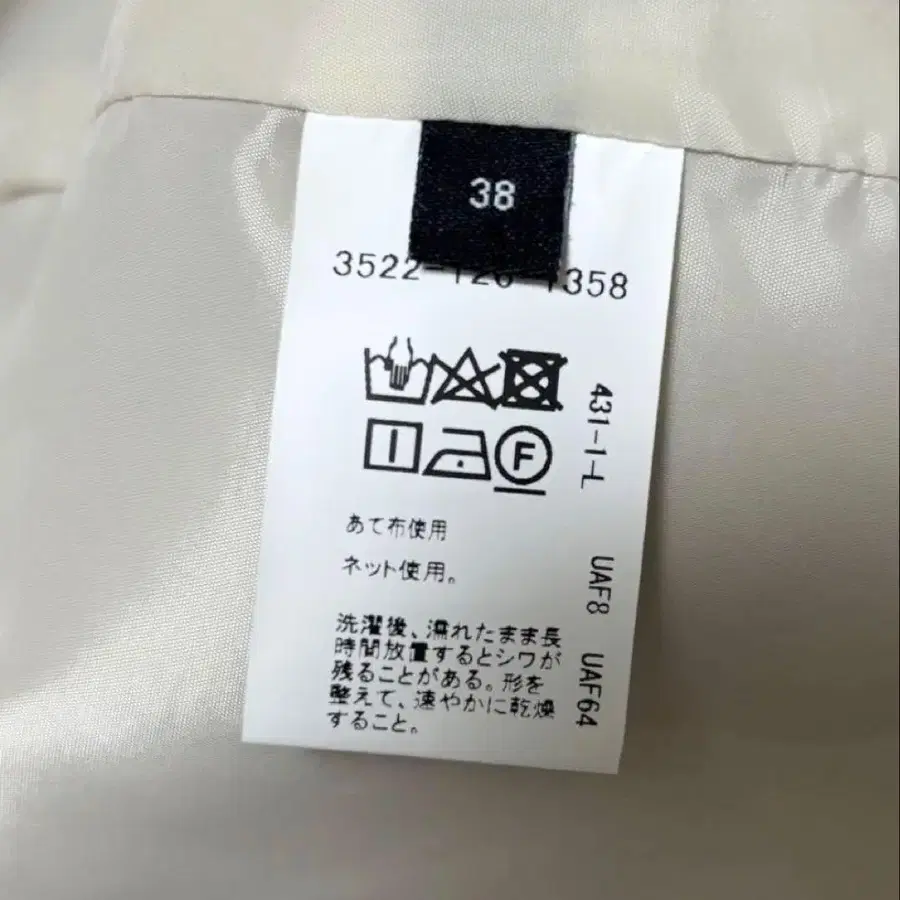 38
3522-126-1358
F
431-1-L UAF8 UAF64
あて布使用
ネット使用。
洗濯後、濡れたまま長
時間放置するとシワが
残ることがある。形を
整えて、速やかに乾燥
すること。